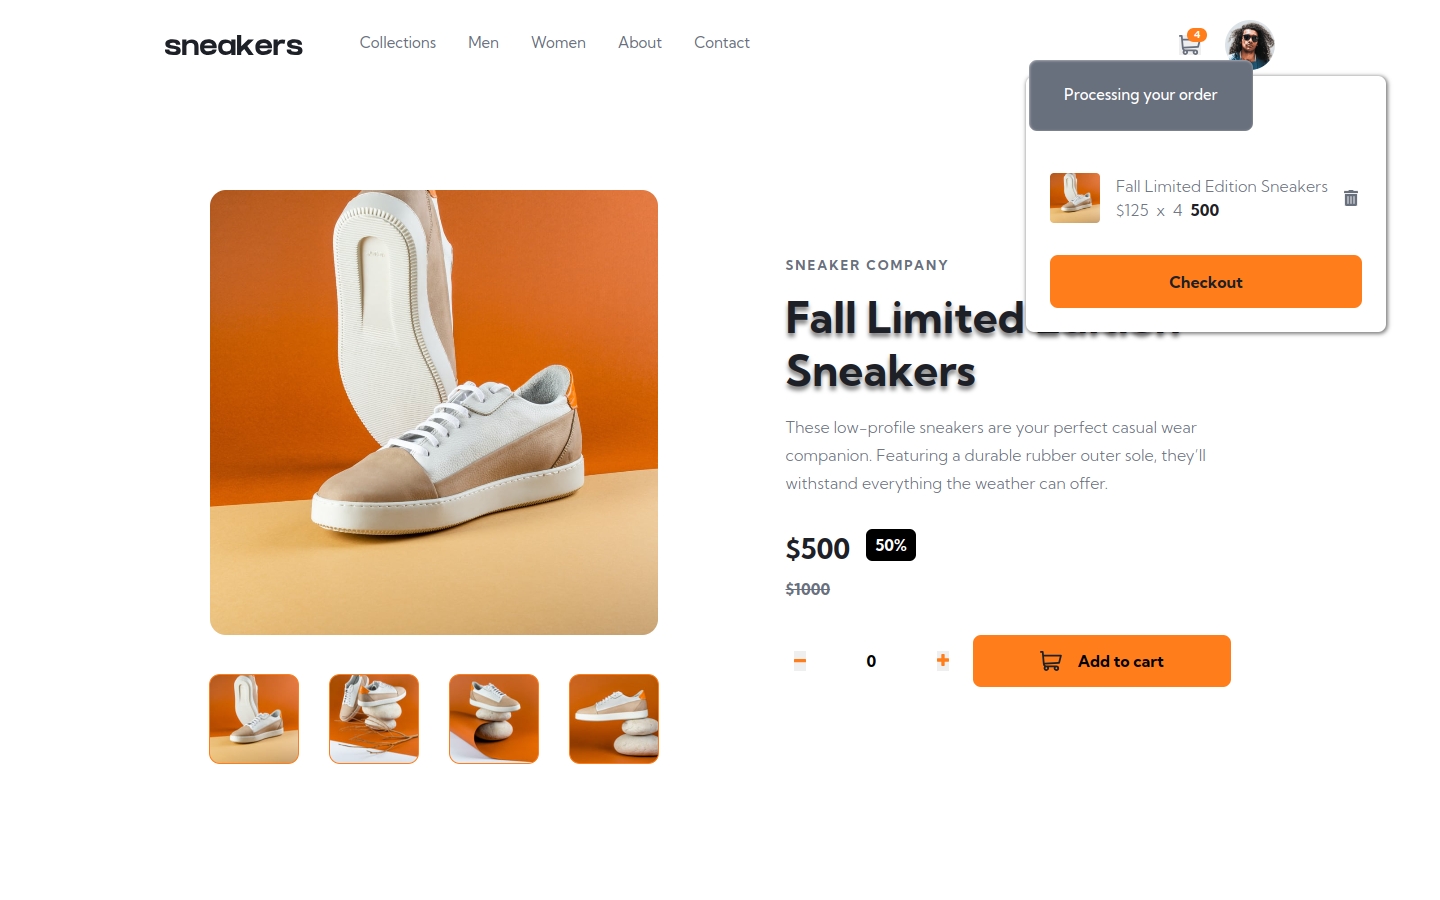 sneakers
Collections
Men
Women
About
Contact
4
Processing your order
Fall Limited Edition Sneakers
$125 x 4 500
Checkout
SNEAKER COMPANY
Fall Limited Edition
Sneakers
These low-profile sneakers are your perfect casual wear
companion. Featuring a durable rubber outer sole, they'll
withstand everything the weather can offer.
$500
50%
$1000
0
Add to cart